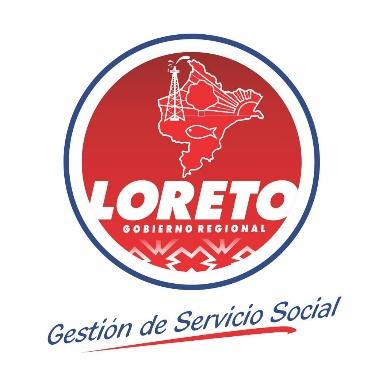 LORETO
GOBIERNO REGIONAL
Gestión de Servicio Social